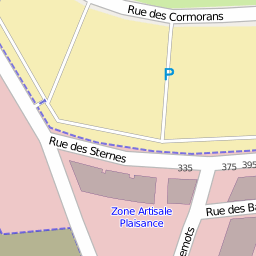 Rue des Cormorans
P
Rue des Sternes
335
375
395
Zone Artisale
Plaisance
Rue des Ba
emots